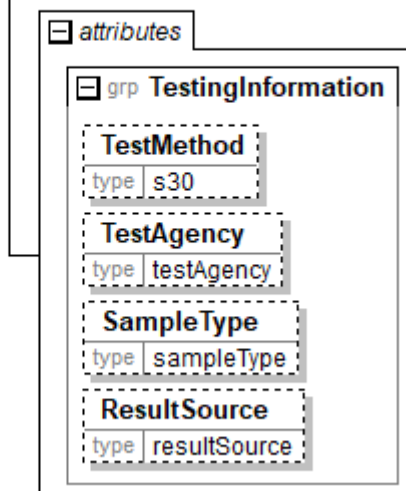 attributes
grp TestingInformation
TestMethod
type s30
TestAgency
type testAgency
SampleType
type sampleType
ResultSource
type resultSource